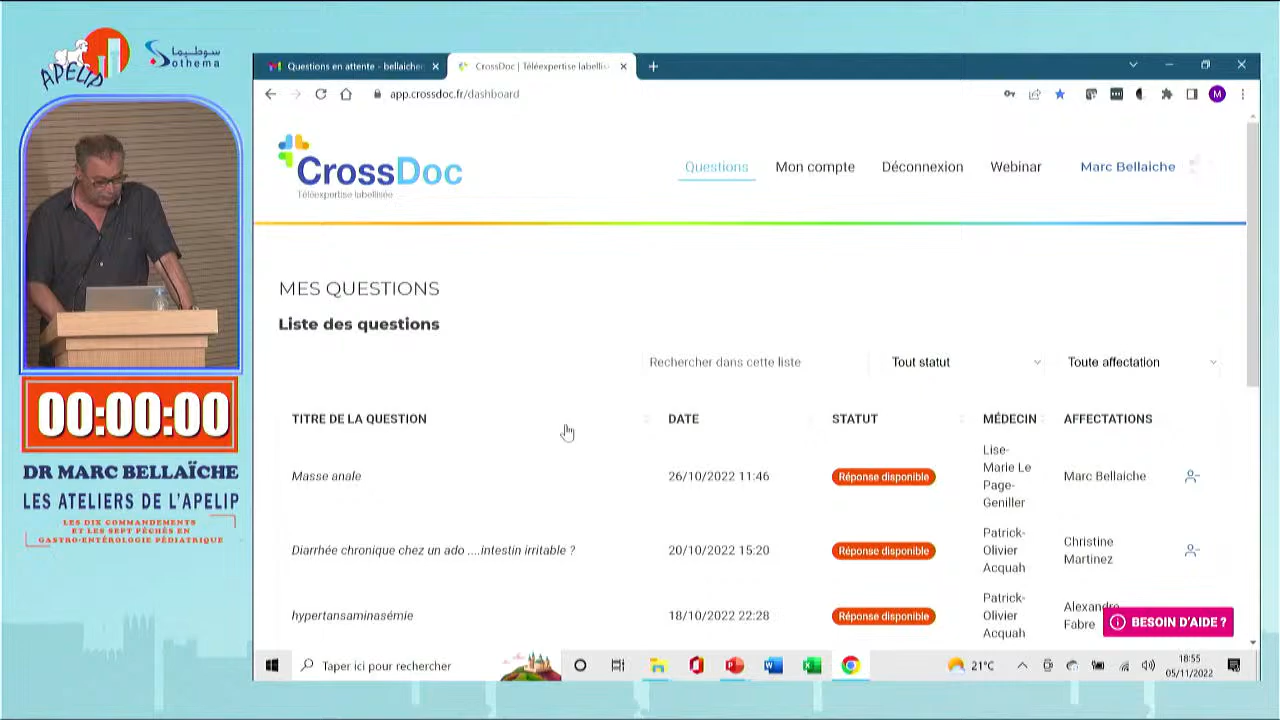 APELIP
سوطيما
Sothema
Questions en attente - bellaiche
CrossDoc | Téléexpertise labellis
app.crossdoc.fr/dashboard
M
CrossDoc
Téléexpertise labellisée
Questions
Mon compte
Déconnexion
Webinar
Marc Bellaiche
MES QUESTIONS
Liste des questions
Rechercher dans cette liste
Tout statut
Toute affectation
TITRE DE LA QUESTION
DATE
STATUT
MÉDECIN
AFFECTATIONS
Masse anale
26/10/2022 11:46
Réponse disponible
Lise-
Marie Le
Page-
Geniller
Marc Bellaiche
Diarrhée chronique chez un ado ....intestin irritable ?
20/10/2022 15:20
Réponse disponible
Patrick-
Olivier
Acquah
Christine
Martinez
hypertansaminasémie
18/10/2022 22:28
Réponse disponible
Patrick-
Olivier
Acquah
Alexandre
Fabre
BESOIN D'AIDE ?
Taper ici pour rechercher
21°C
18:55
05/11/2022
00:00:00
DR MARC BELLAÏCHE
LES ATELIERS DE L'APELIP
LES DIX COMMANDEMENTS
ET LES SEPT PÉCHÉS EN
GASTRO-ENTÉROLOGIE PÉDIATRIQUE